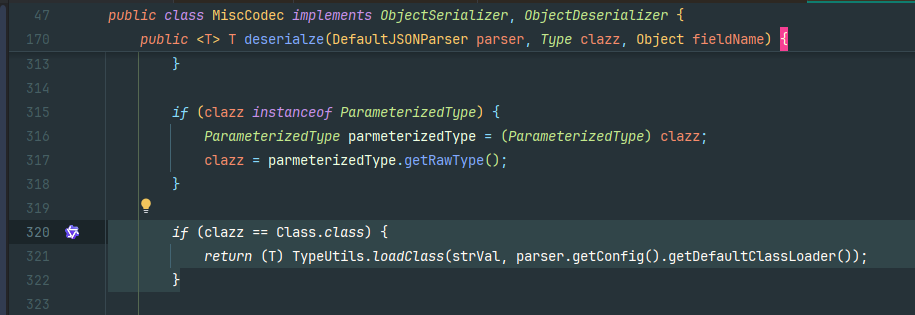 47 public class MiscCodec implements ObjectSerializer, ObjectDeserializer {
170 public <T> T deserialze(DefaultJSONParser parser, Type clazz, Object fieldName) {
313 }
314
315 if (clazz instanceof ParameterizedType) {
316 ParameterizedType parmeterizedType = (ParameterizedType) clazz;
317 clazz = parmeterizedType.getRawType();
318 }
319
320 if (clazz == Class.class) {
321 return (T) TypeUtils.loadClass(strVal, parser.getConfig().getDefaultClassLoader());
322 }
323